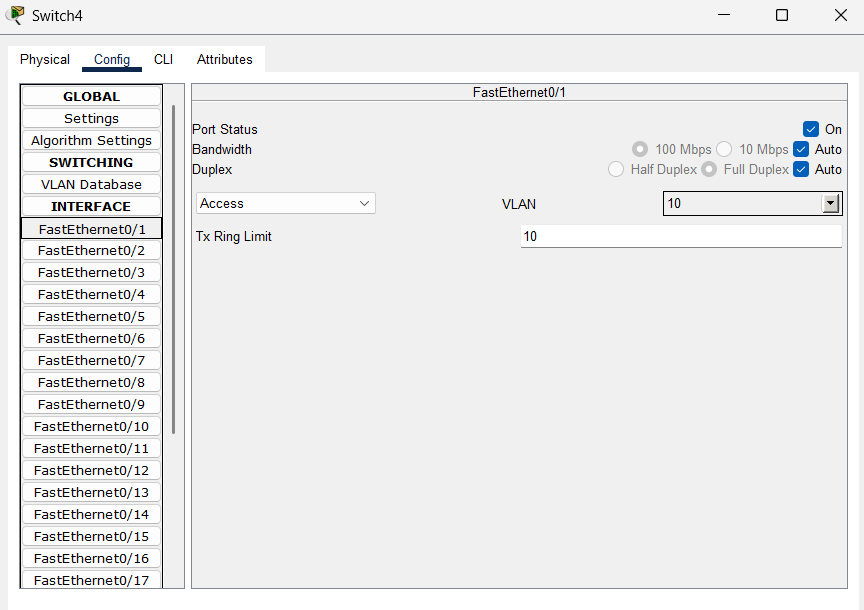 Switch4
Physical Config CLI Attributes
GLOBAL
Settings
Algorithm Settings
SWITCHING
VLAN Database
INTERFACE
FastEthernet0/1
FastEthernet0/2
FastEthernet0/3
FastEthernet0/4
FastEthernet0/5
FastEthernet0/6
FastEthernet0/7
FastEthernet0/8
FastEthernet0/9
FastEthernet0/10
FastEthernet0/11
FastEthernet0/12
FastEthernet0/13
FastEthernet0/14
FastEthernet0/15
FastEthernet0/16
FastEthernet0/17
FastEthernet0/1
Port Status On
Bandwidth 100 Mbps 10 Mbps Auto
Duplex Half Duplex Full Duplex Auto
Access VLAN 10
Tx Ring Limit 10